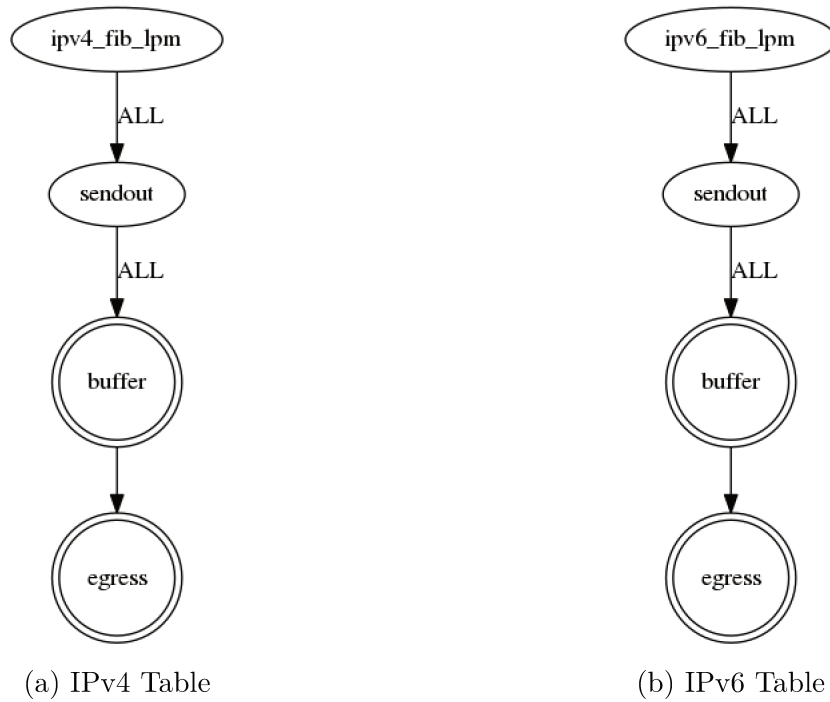 ipv4_fib_lpm
ALL
sendout
ALL
buffer
egress
(a) IPv4 Table
ipv6_fib_lpm
ALL
sendout
ALL
buffer
egress
(b) IPv6 Table